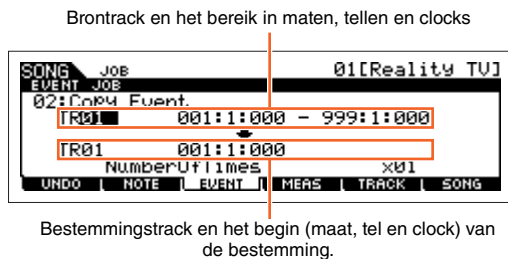 Brontrack en het bereik in maten, tellen en clocks
SONG JOB 01[Reality TV]
EVENT JOB
02:Copy Event
TR01 001:1:000 - 999:1:000
TR01 001:1:000
NumberOfTimes x01
UNDO NOTE EVENT MEAS TRACK SONG
Bestemmingstrack en het begin (maat, tel en clock) van
de bestemming.